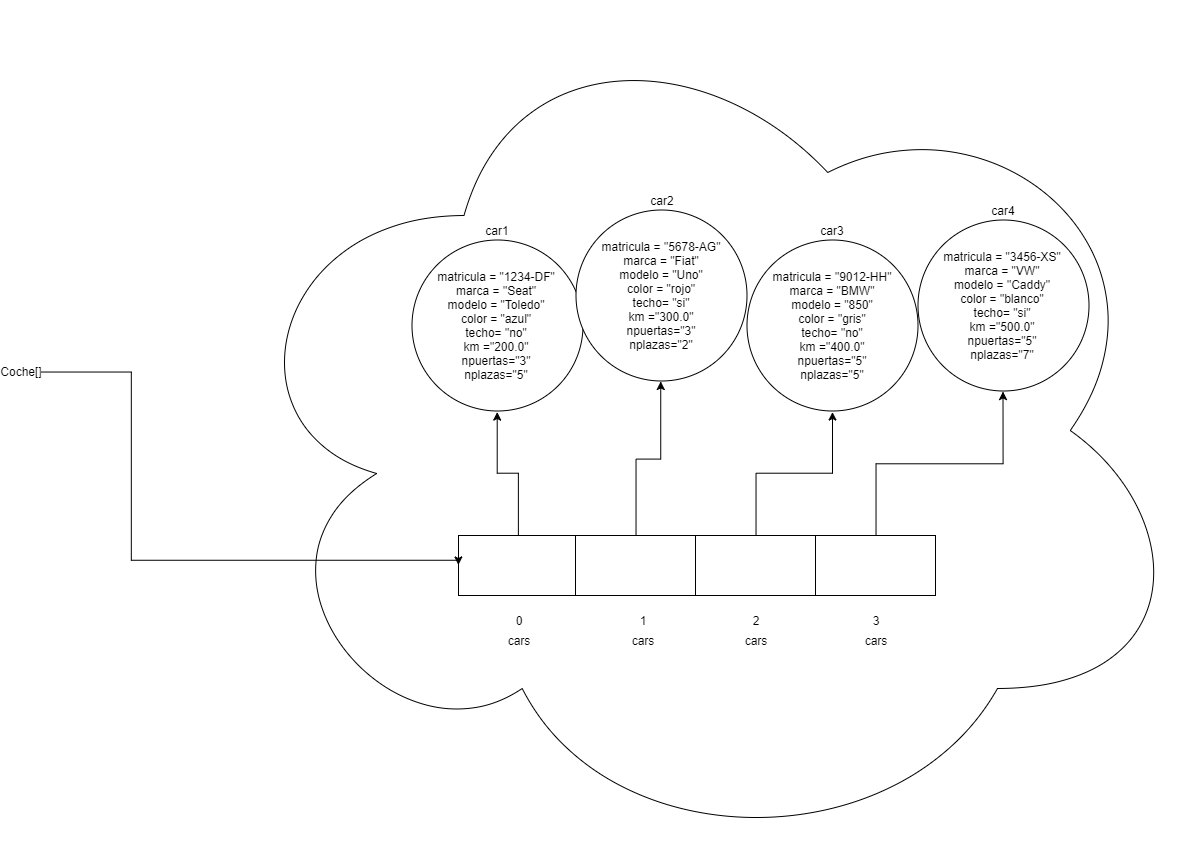 car1
matricula = "1234-DF"
marca = "Seat"
modelo = "Toledo"
color = "azul"
techo= "no"
km ="200.0"
npuertas="3"
nplazas="5"
car2
matricula = "5678-AG"
marca = "Fiat"
modelo = "Uno"
color = "rojo"
techo= "si"
km ="300.0"
npuertas="3"
nplazas="2"
car3
matricula = "9012-HH"
marca = "BMW"
modelo = "850"
color = "gris"
techo= "no"
km ="400.0"
npuertas="5"
nplazas="5"
car4
matricula = "3456-XS"
marca = "VW"
modelo = "Caddy"
color = "blanco"
techo= "si"
km ="500.0"
npuertas="5"
nplazas="7"
Coche[]
0
cars
1
cars
2
cars
3
cars